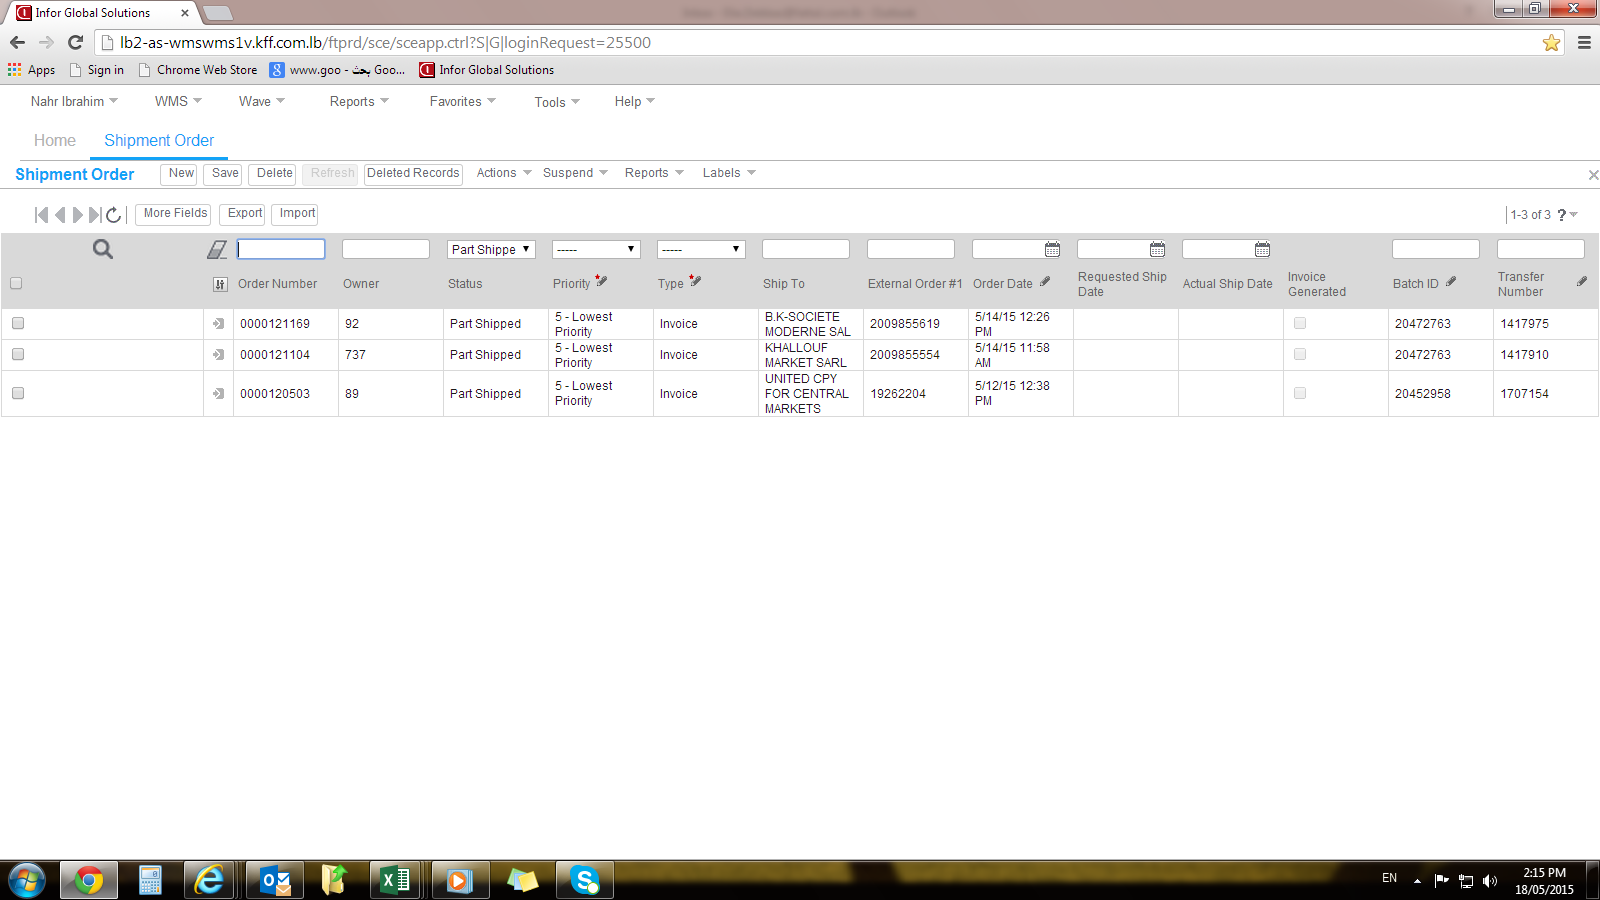 Infor Global Solutions
lb2-as-wmswms1v.kff.com.lb/ftprd/sce/sceapp.ctrl?S|G|loginRequest=25500
Apps Sign in Chrome Web Store www.goo - بحث Goo... Infor Global Solutions
Nahr Ibrahim WMS Wave Reports Favorites Tools Help
Home Shipment Order
Shipment Order New Save Delete Refresh Deleted Records Actions Suspend Reports Labels
More Fields Export Import 1-3 of 3 ?
Part Shippe ----- -----
Order Number Owner Status Priority Type Ship To External Order #1 Order Date Requested Ship Date Actual Ship Date Invoice Generated Batch ID Transfer Number
0000121169 92 Part Shipped 5 - Lowest Priority Invoice B.K-SOCIETE MODERNE SAL 2009855619 5/14/15 12:26 PM 20472763 1417975
0000121104 737 Part Shipped 5 - Lowest Priority Invoice KHALLOUF MARKET SARL 2009855554 5/14/15 11:58 AM 20472763 1417910
0000120503 89 Part Shipped 5 - Lowest Priority Invoice UNITED CPY FOR CENTRAL MARKETS 19262204 5/12/15 12:38 PM 20452958 1707154
EN 2:15 PM
18/05/2015